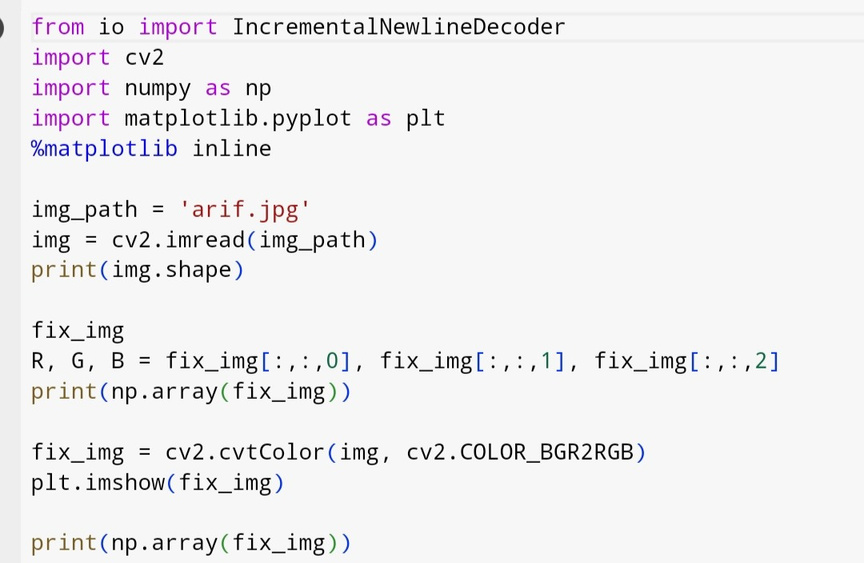 from io import IncrementalNewlineDecoder
import cv2
import numpy as np
import matplotlib.pyplot as plt
%matplotlib inline
img_path = 'arif.jpg'
img = cv2.imread(img_path)
print(img.shape)
fix_img
R, G, B = fix_img[:,:,0], fix_img[:,:,1], fix_img[:,:,2]
print(np.array(fix_img))
fix_img = cv2.cvtColor(img, cv2.COLOR_BGR2RGB)
plt.imshow(fix_img)
print(np.array(fix_img))